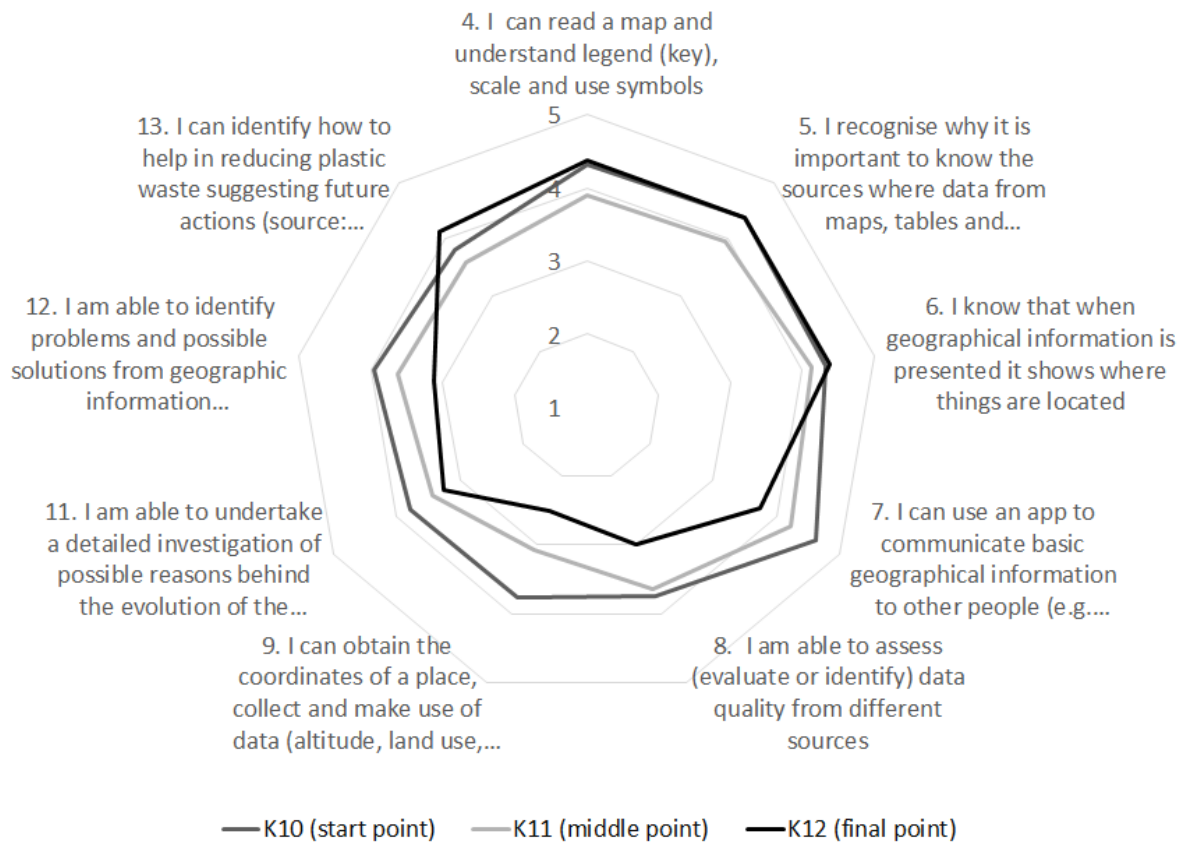 4. I can read a map and
understand legend (key),
scale and use symbols
5. I recognise why it is
important to know the
sources where data from
maps, tables and...
6. I know that when
geographical information is
presented it shows where
things are located
7. I can use an app to
communicate basic
geographical information
to other people (e.g....
8. I am able to assess
(evaluate or identify) data
quality from different
sources
9. I can obtain the
coordinates of a place,
collect and make use of
data (altitude, land use,...
11. I am able to undertake
a detailed investigation of
possible reasons behind
the evolution of the...
12. I am able to identify
problems and possible
solutions from geographic
information...
13. I can identify how to
help in reducing plastic
waste suggesting future
actions (source:...
5
4
3
2
1
K10 (start point) K11 (middle point) K12 (final point)